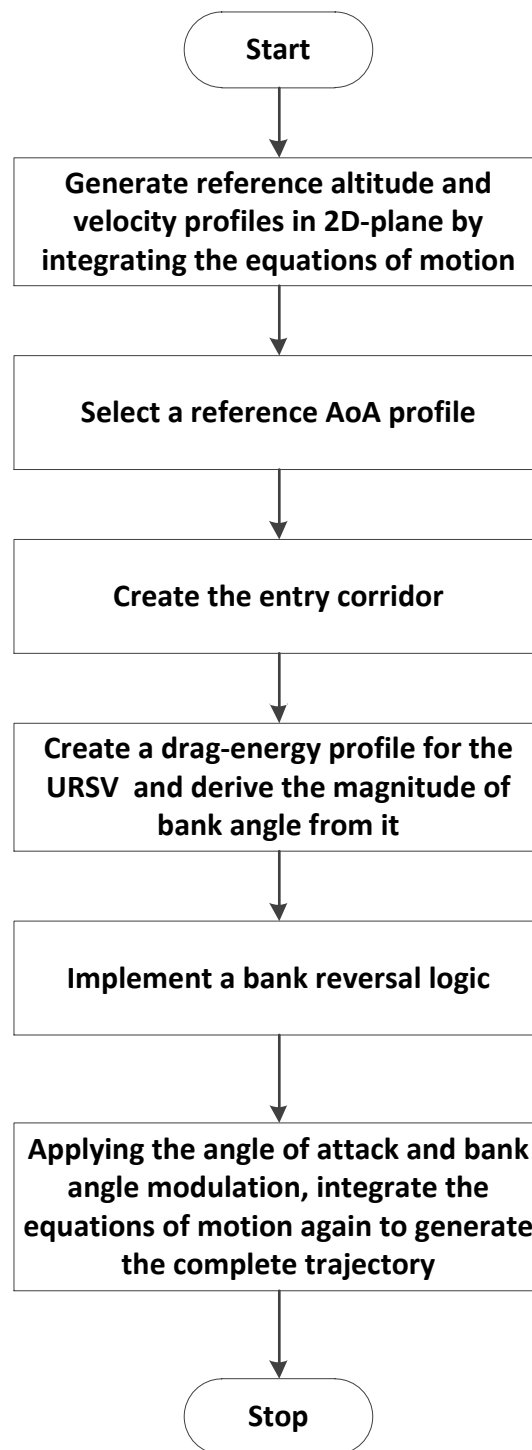 Start
Generate reference altitude and
velocity profiles in 2D-plane by
integrating the equations of motion
Select a reference AoA profile
Create the entry corridor
Create a drag-energy profile for the
URSV and derive the magnitude of
bank angle from it
Implement a bank reversal logic
Applying the angle of attack and bank
angle modulation, integrate the
equations of motion again to generate
the complete trajectory
Stop